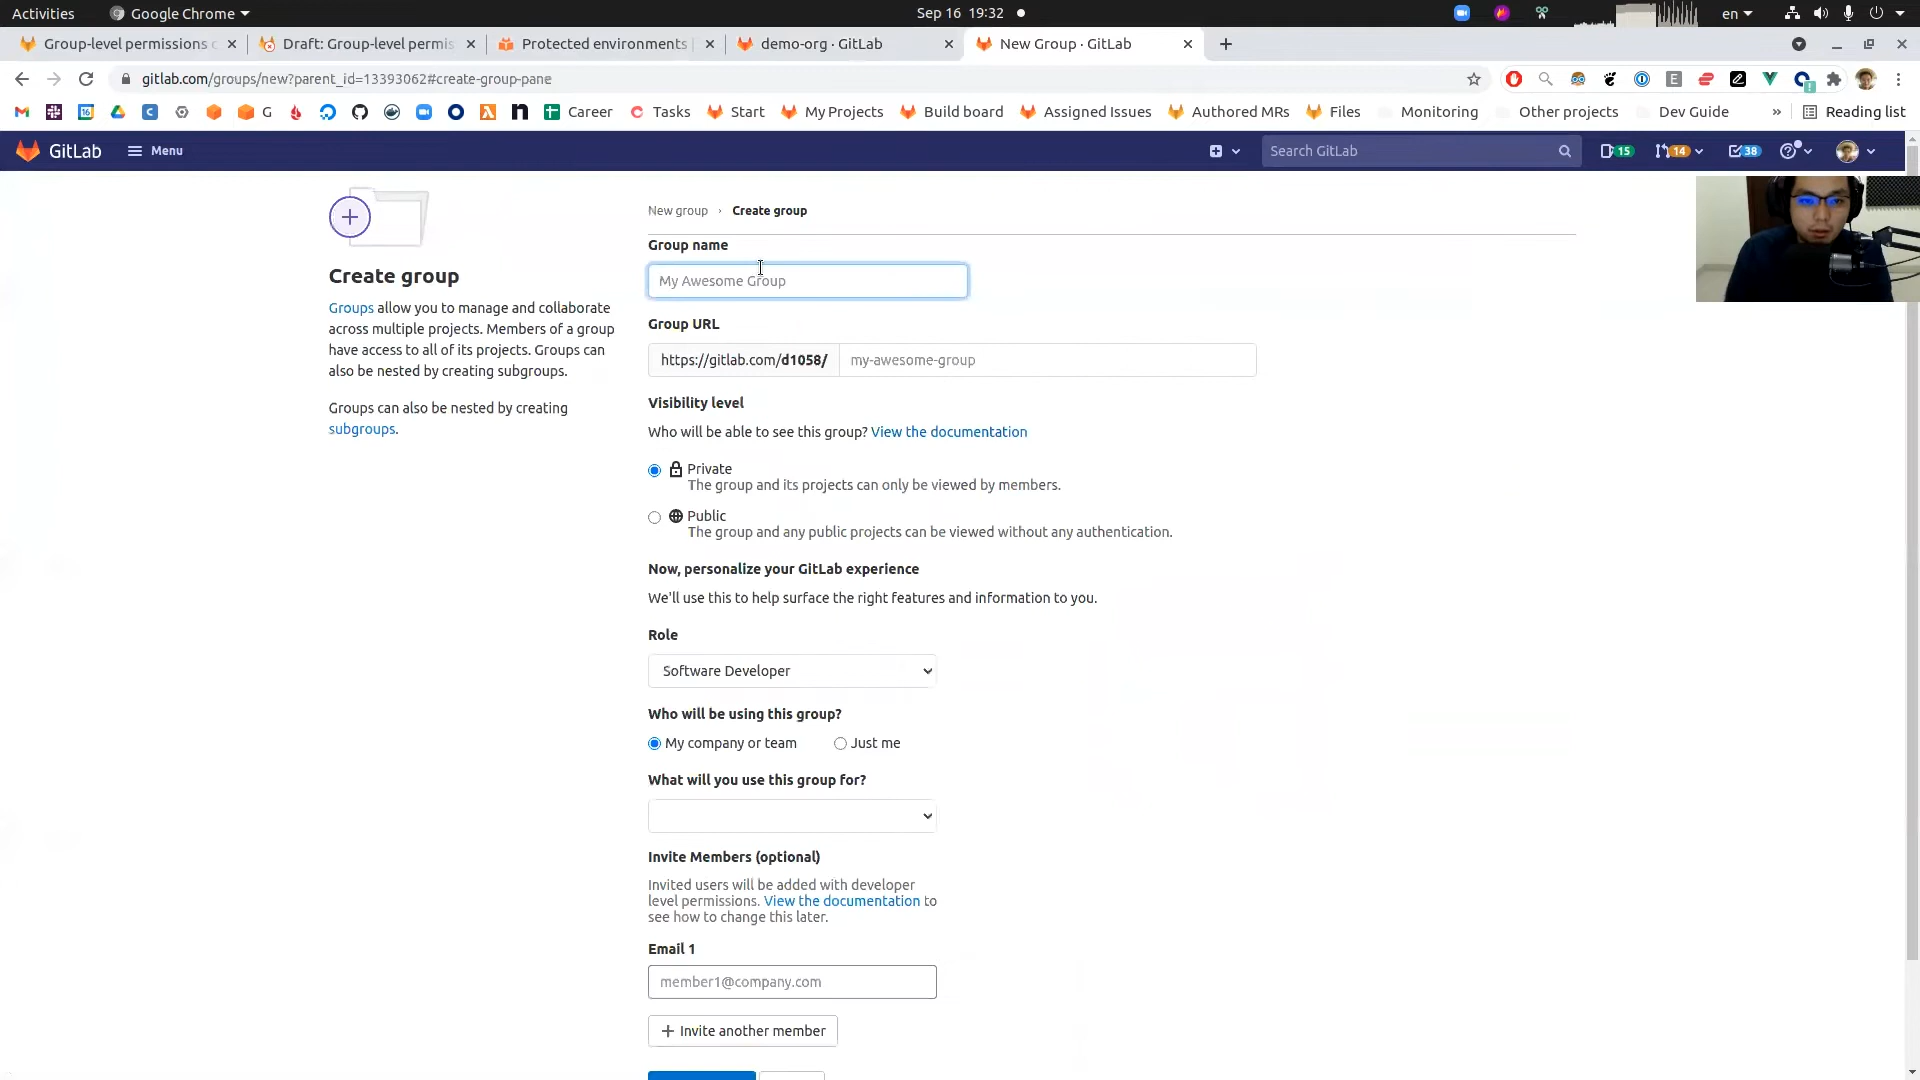 Activities
Google Chrome
Sep 16 19:32
en
Group-level permissions c
Draft: Group-level permis
Protected environments
demo-org · GitLab
New Group · GitLab
gitlab.com/groups/new?parent_id=13393062#create-group-pane
G
Career
Tasks
Start
My Projects
Build board
Assigned Issues
Authored MRs
Files
Monitoring
Other projects
Dev Guide
»
Reading list
GitLab
Menu
Search GitLab
15
14
38
New group › Create group
Create group
Groups allow you to manage and collaborate
across multiple projects. Members of a group
have access to all of its projects. Groups can
also be nested by creating subgroups.
Groups can also be nested by creating
subgroups.
Group name
My Awesome Group
Group URL
https://gitlab.com/d1058/
my-awesome-group
Visibility level
Who will be able to see this group? View the documentation
Private
The group and its projects can only be viewed by members.
Public
The group and any public projects can be viewed without any authentication.
Now, personalize your GitLab experience
We'll use this to help surface the right features and information to you.
Role
Software Developer
Who will be using this group?
My company or team
Just me
What will you use this group for?
Invite Members (optional)
Invited users will be added with developer
level permissions. View the documentation to
see how to change this later.
Email 1
member1@company.com
Invite another member